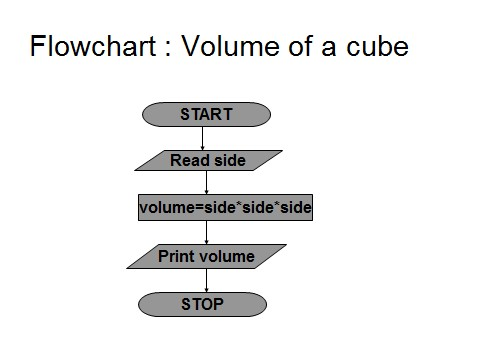 Flowchart : Volume of a cube
START
Read side
volume=side*side*side
Print volume
STOP